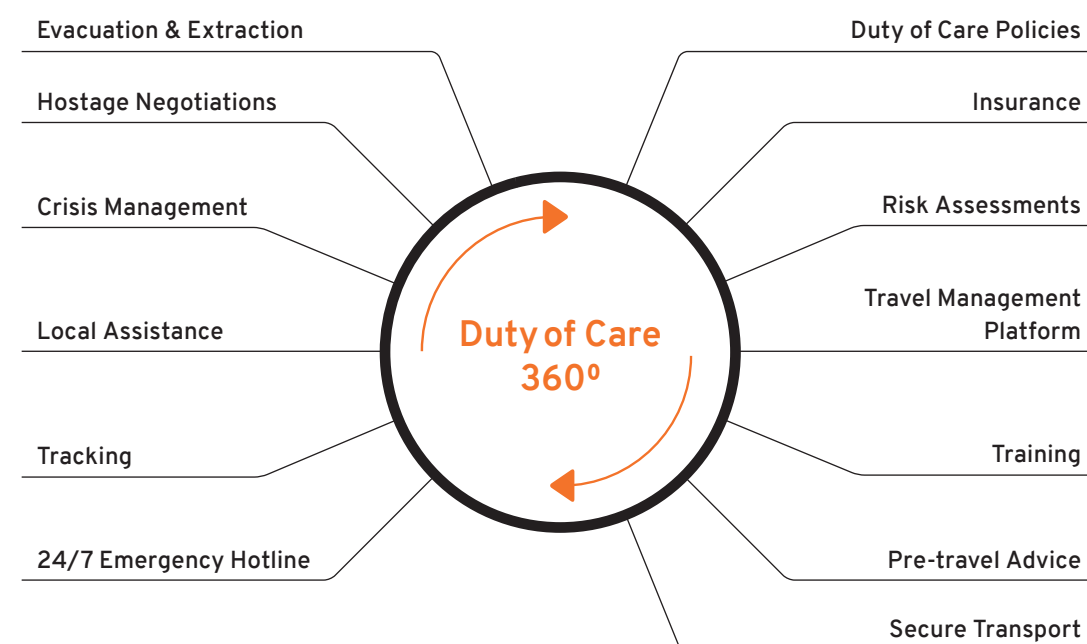 Evacuation & Extraction
Hostage Negotiations
Crisis Management
Local Assistance
Tracking
24/7 Emergency Hotline
Duty of Care
360º
Duty of Care Policies
Insurance
Risk Assessments
Travel Management
Platform
Training
Pre-travel Advice
Secure Transport